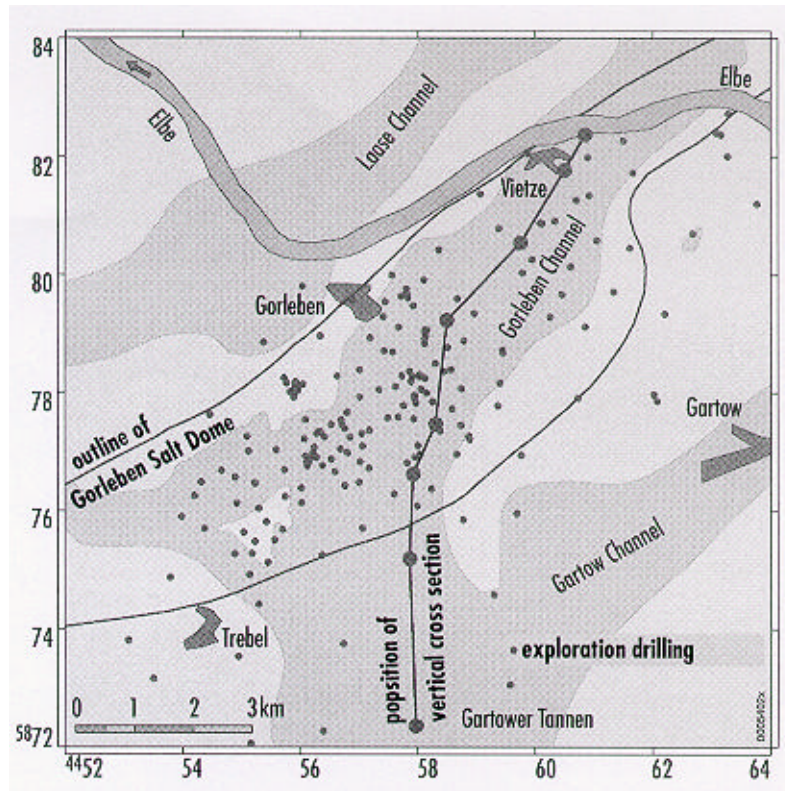 84
82
80
78
76
74
5872
4452
54
56
58
60
62
64
Elbe
Elbe
Laase Channel
Vietze
Gorleben Channel
Gorleben
outline of
Gorleben Salt Dome
Gartow
Gartow Channel
popsition of
vertical cross section
Trebel
exploration drilling
Gartower Tannen
0 1 2 3km